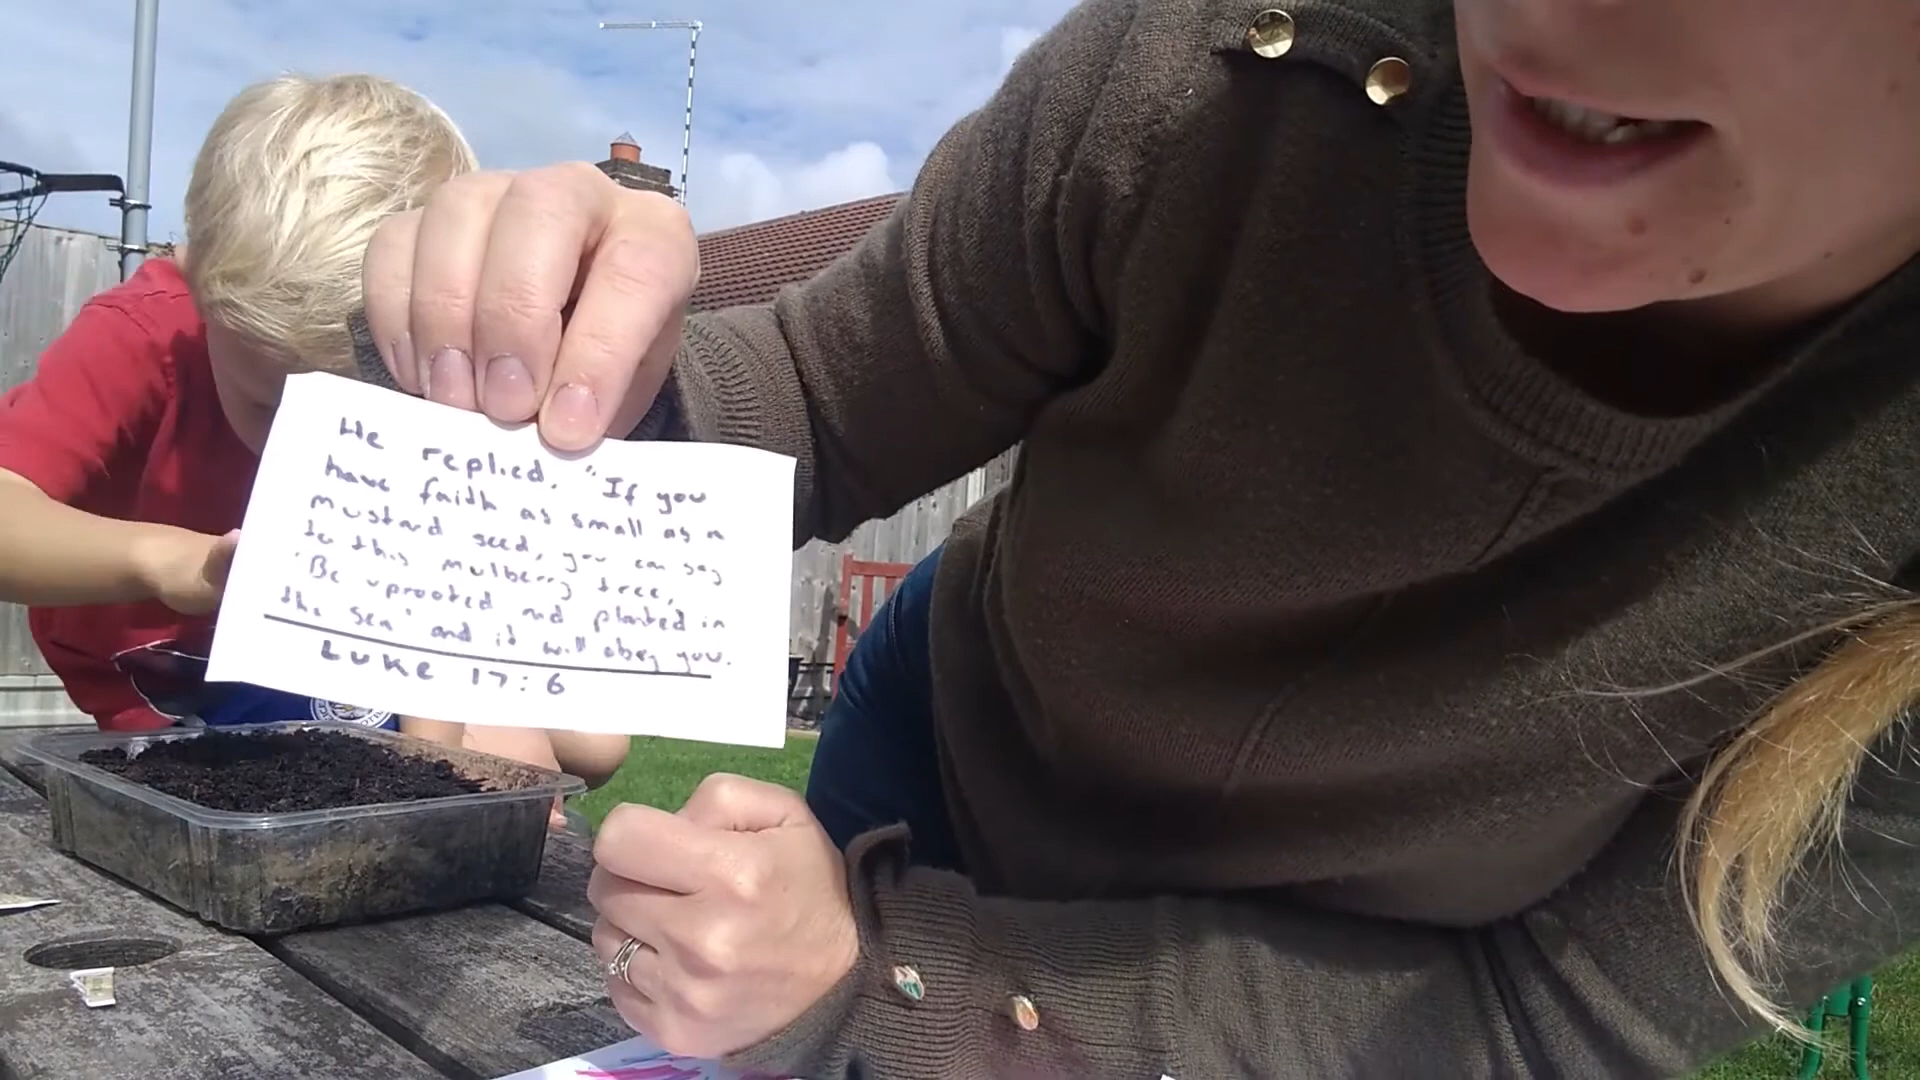 He replied, "If you
have faith as small as a
mustard seed, you can say
to this mulberry tree,
'Be uprooted and planted in
the sea' and it will obey you.
Luke 17:6